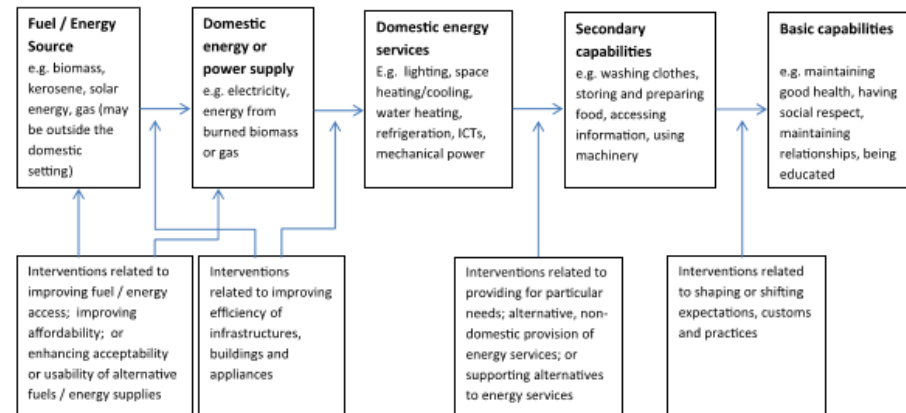 Fuel / Energy
Source
e.g. biomass,
kerosene, solar
energy, gas (may
be outside the
domestic
setting)
Domestic
energy or
power supply
e.g. electricity,
energy from
burned biomass
or gas
Domestic energy
services
E.g. lighting, space
heating/cooling,
water heating,
refrigeration, ICTs,
mechanical power
Secondary
capabilities
e.g. washing clothes,
storing and preparing
food, accessing
information, using
machinery
Basic capabilities
e.g. maintaining
good health, having
social respect,
maintaining
relationships, being
educated
Interventions related to
improving fuel / energy
access; improving
affordability; or
enhancing acceptability
or usability of alternative
fuels / energy supplies
Interventions
related to improving
efficiency of
infrastructures,
buildings and
appliances
Interventions related to
providing for particular
needs; alternative, non-
domestic provision of
energy services; or
supporting alternatives
to energy services
Interventions related
to shaping or shifting
expectations, customs
and practices